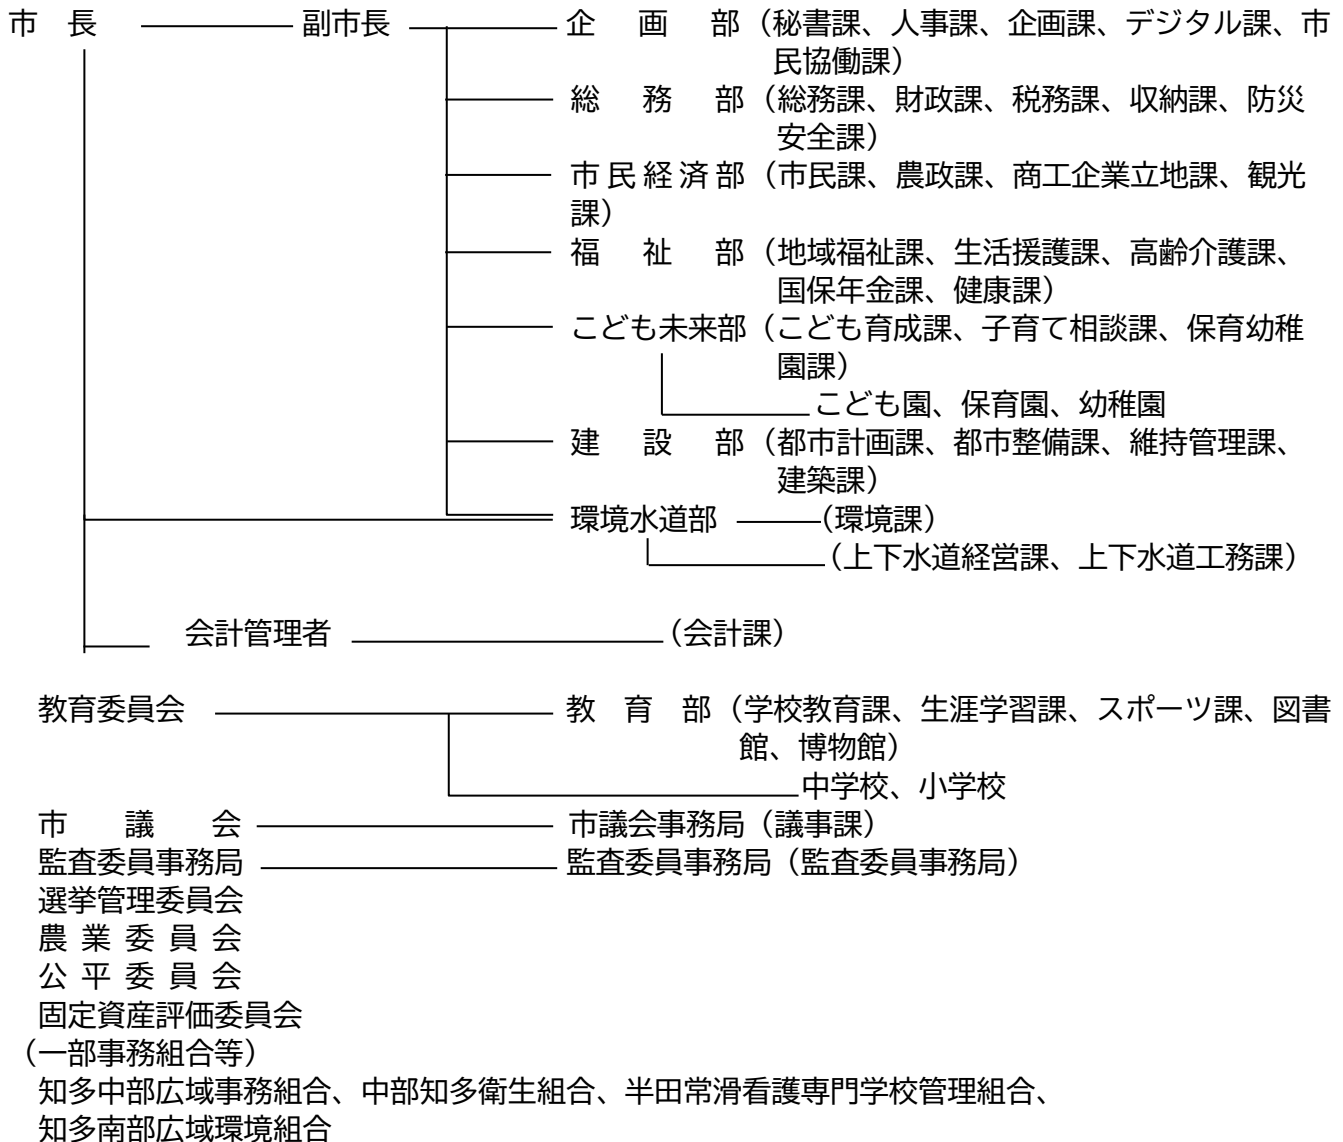 市　長　副市長　企　画　部（秘書課、人事課、企画課、デジタル課、市
民協働課）
総　務　部（総務課、財政課、税務課、収納課、防災
安全課）
市民経済部（市民課、農政課、商工企業立地課、観光
課）
福　祉　部（地域福祉課、生活援護課、高齢介護課、
国保年金課、健康課）
こども未来部（こども育成課、子育て相談課、保育幼稚
園課）
こども園、保育園、幼稚園
建　設　部（都市計画課、都市整備課、維持管理課、
建築課）
環境水道部　（環境課）
（上下水道経営課、上下水道工務課）
会計管理者　（会計課）
教育委員会　教　育　部（学校教育課、生涯学習課、スポーツ課、図書
館、博物館）
中学校、小学校
市　議　会　市議会事務局（議事課）
監査委員事務局　監査委員事務局（監査委員事務局）
選挙管理委員会
農 業 委 員 会
公 平 委 員 会
固定資産評価委員会
（一部事務組合等）
知多中部広域事務組合、中部知多衛生組合、半田常滑看護専門学校管理組合、
知多南部広域環境組合